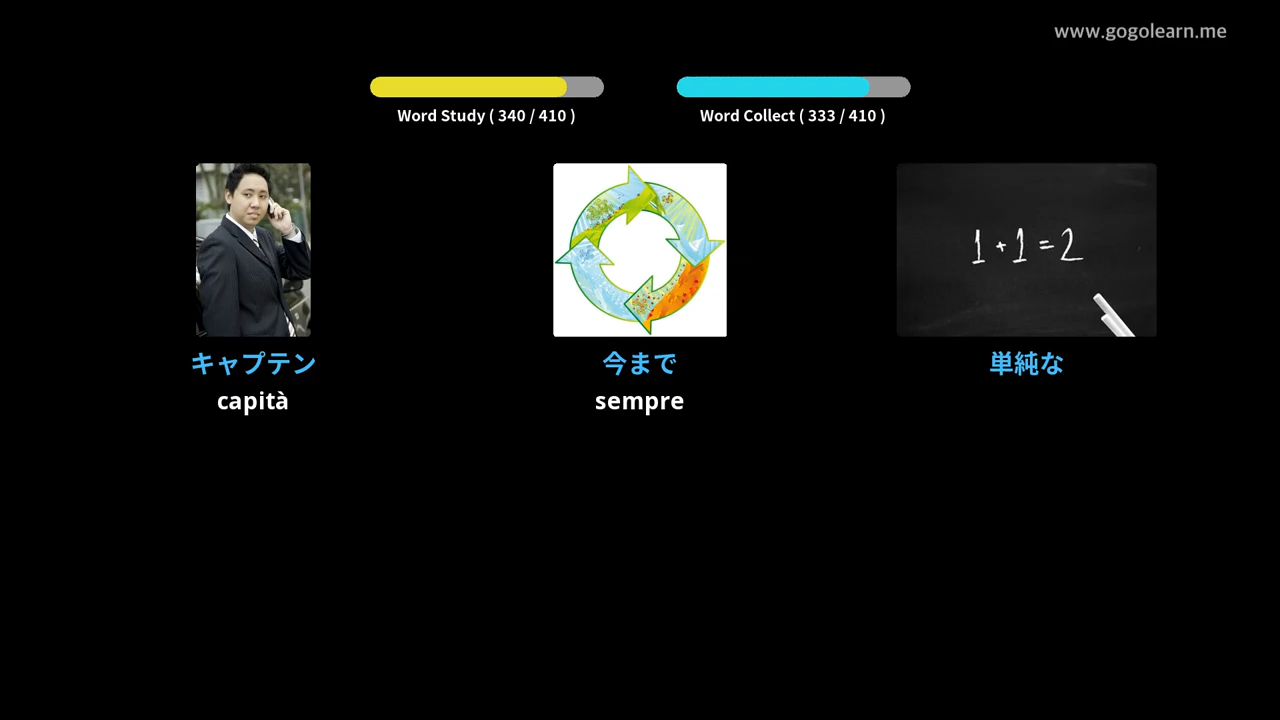 www.gogolearn.me
Word Study ( 340 / 410 )
Word Collect ( 333 / 410 )
1 + 1 = 2
キャプテン
今まで
単純な
capità
sempre